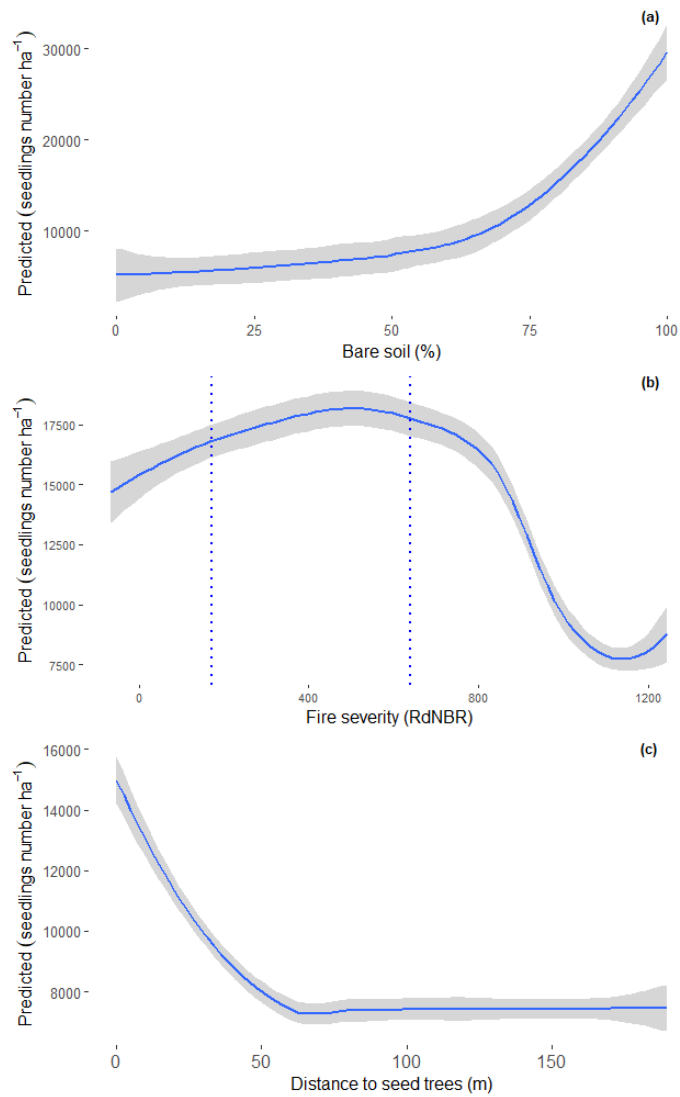 (a)
Predicted (seedlings number ha⁻¹)
30000
20000
10000
0 25 50 75 100
Bare soil (%)
(b)
Predicted (seedlings number ha⁻¹)
17500
15000
12500
10000
7500
0 400 800 1200
Fire severity (RdNBR)
(c)
Predicted (seedlings number ha⁻¹)
16000
14000
12000
10000
8000
0 50 100 150
Distance to seed trees (m)